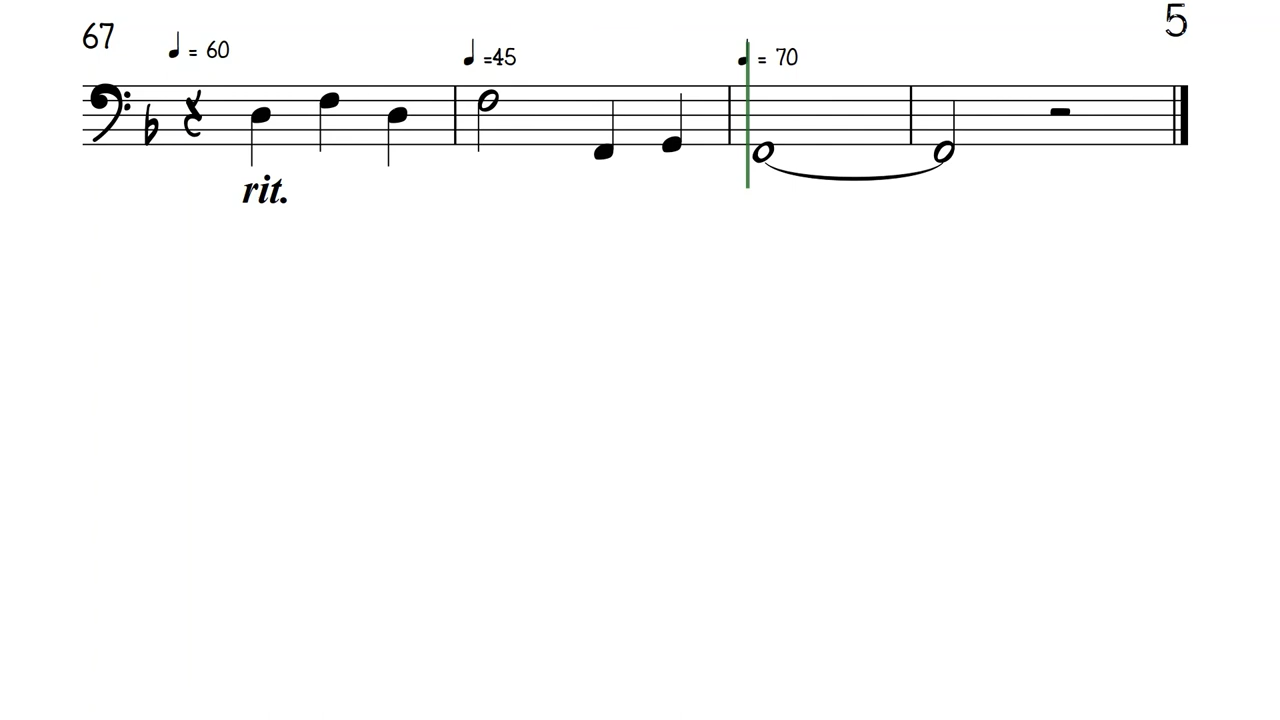 5
67
♩ = 60
♩ =45
♩ = 70
rit.